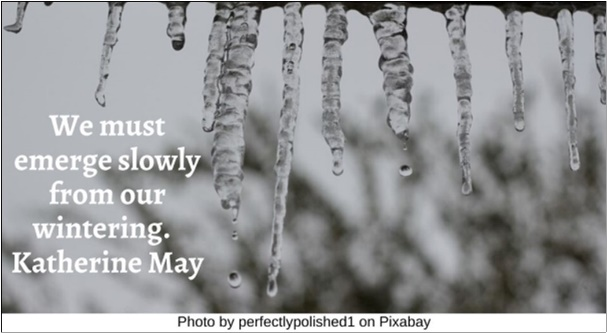 We must
emerge slowly
from our
wintering.
Katherine May
Photo by perfectlypolished1 on Pixabay